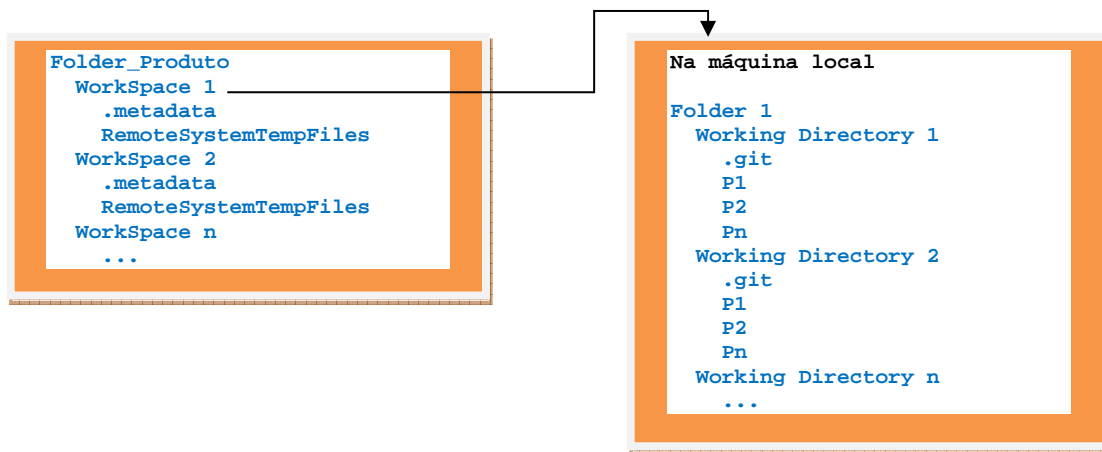 Folder_Produto
WorkSpace 1
.metadata
RemoteSystemTempFiles
WorkSpace 2
.metadata
RemoteSystemTempFiles
WorkSpace n
...
Na máquina local
Folder 1
Working Directory 1
.git
P1
P2
Pn
Working Directory 2
.git
P1
P2
Pn
Working Directory n
...